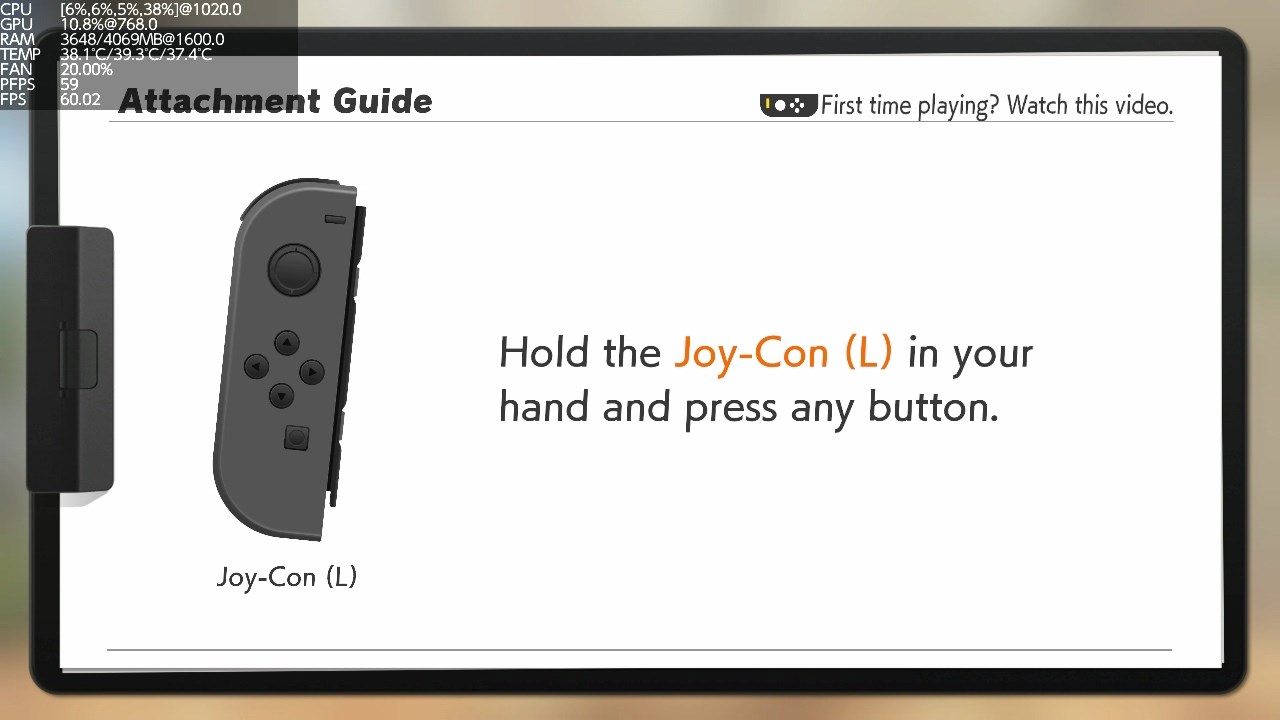 CPU [6%,6%,5%,38%]@1020.0
GPU 10.8%@768.0
RAM 3648/4069MB@1600.0
TEMP 38.1°C/39.3°C/37.4°C
FAN 20.00%
PFPS 59
FPS 60.02
Attachment Guide
First time playing? Watch this video.
Hold the Joy-Con (L) in your
hand and press any button.
Joy-Con (L)